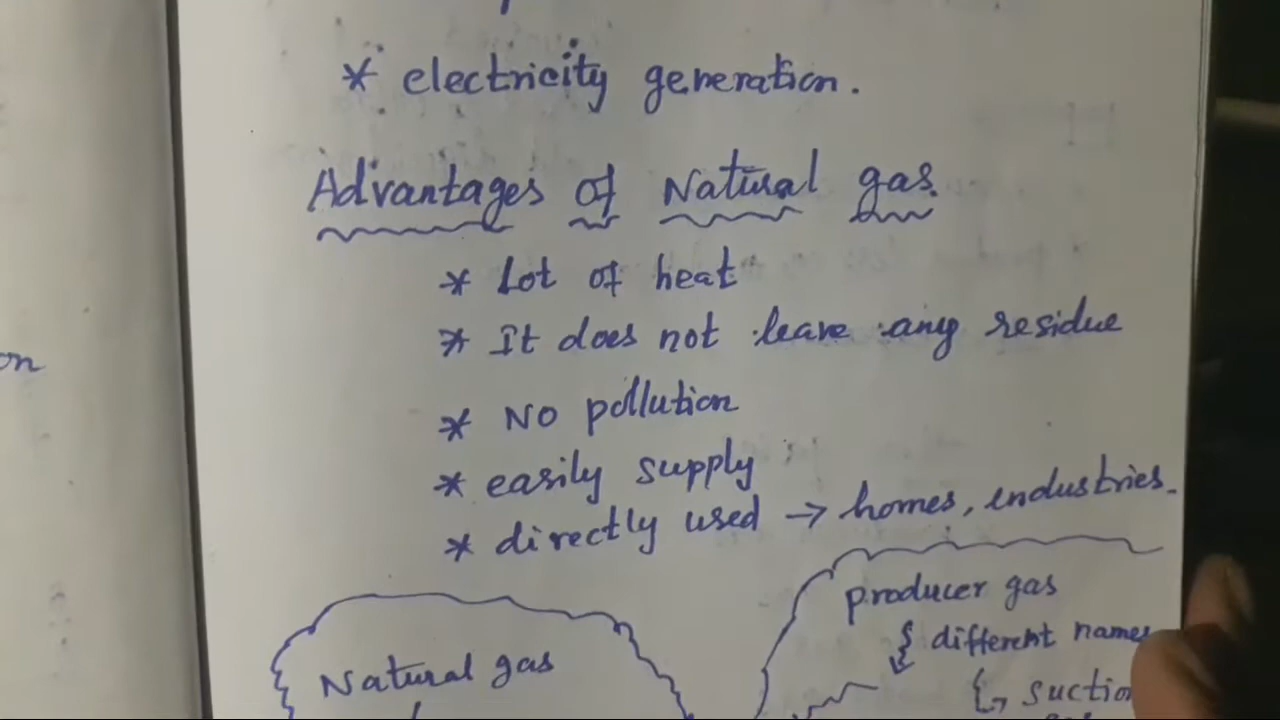 * electricity generation.
Advantages of Natural gas.
* Lot of heat
* It does not leave any residue
* No pollution
* easily supply
* directly used → homes, industries.
on
producer gas
different names
Natural gas